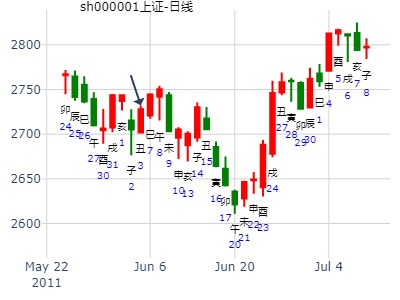 sh000001上证-日线
2800
2750
2700
2650
2600
卯 24
辰 25
巳 26
午 27
酉 30
戌 31
亥 1
子 2
丑 3
巳 7
午 8
未 9
申 10
亥 13
子 14
丑 15
寅 16
卯 17
午 20
未 21
申 22
酉 23
戌 24
丑 27
寅 28
卯 29
辰 30
巳 1
申 4
酉 5
戌 6
亥 7
子 8
May 22
2011
Jun 6
Jun 20
Jul 4